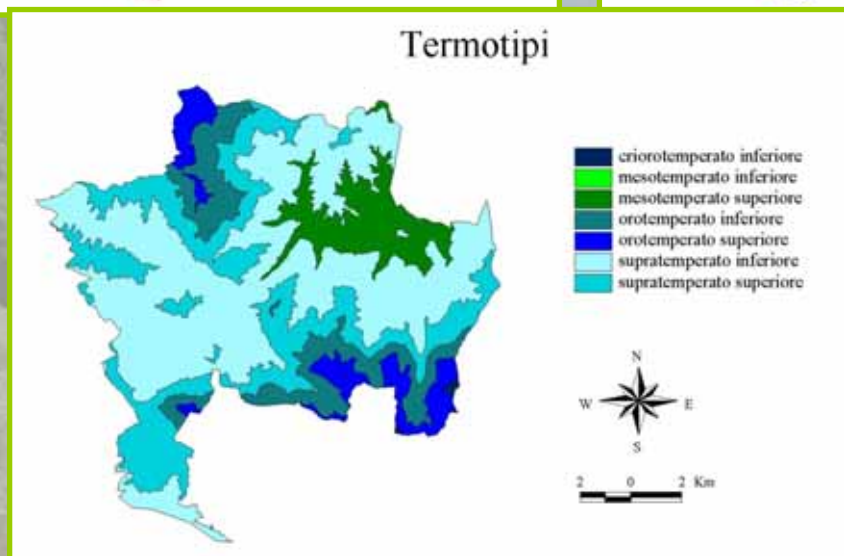 Termotipi
criorotemperato inferiore
mesotemperato inferiore
mesotemperato superiore
orotemperato inferiore
orotemperato superiore
supratemperato inferiore
supratemperato superiore
N
W E
S
2 0 2 Km